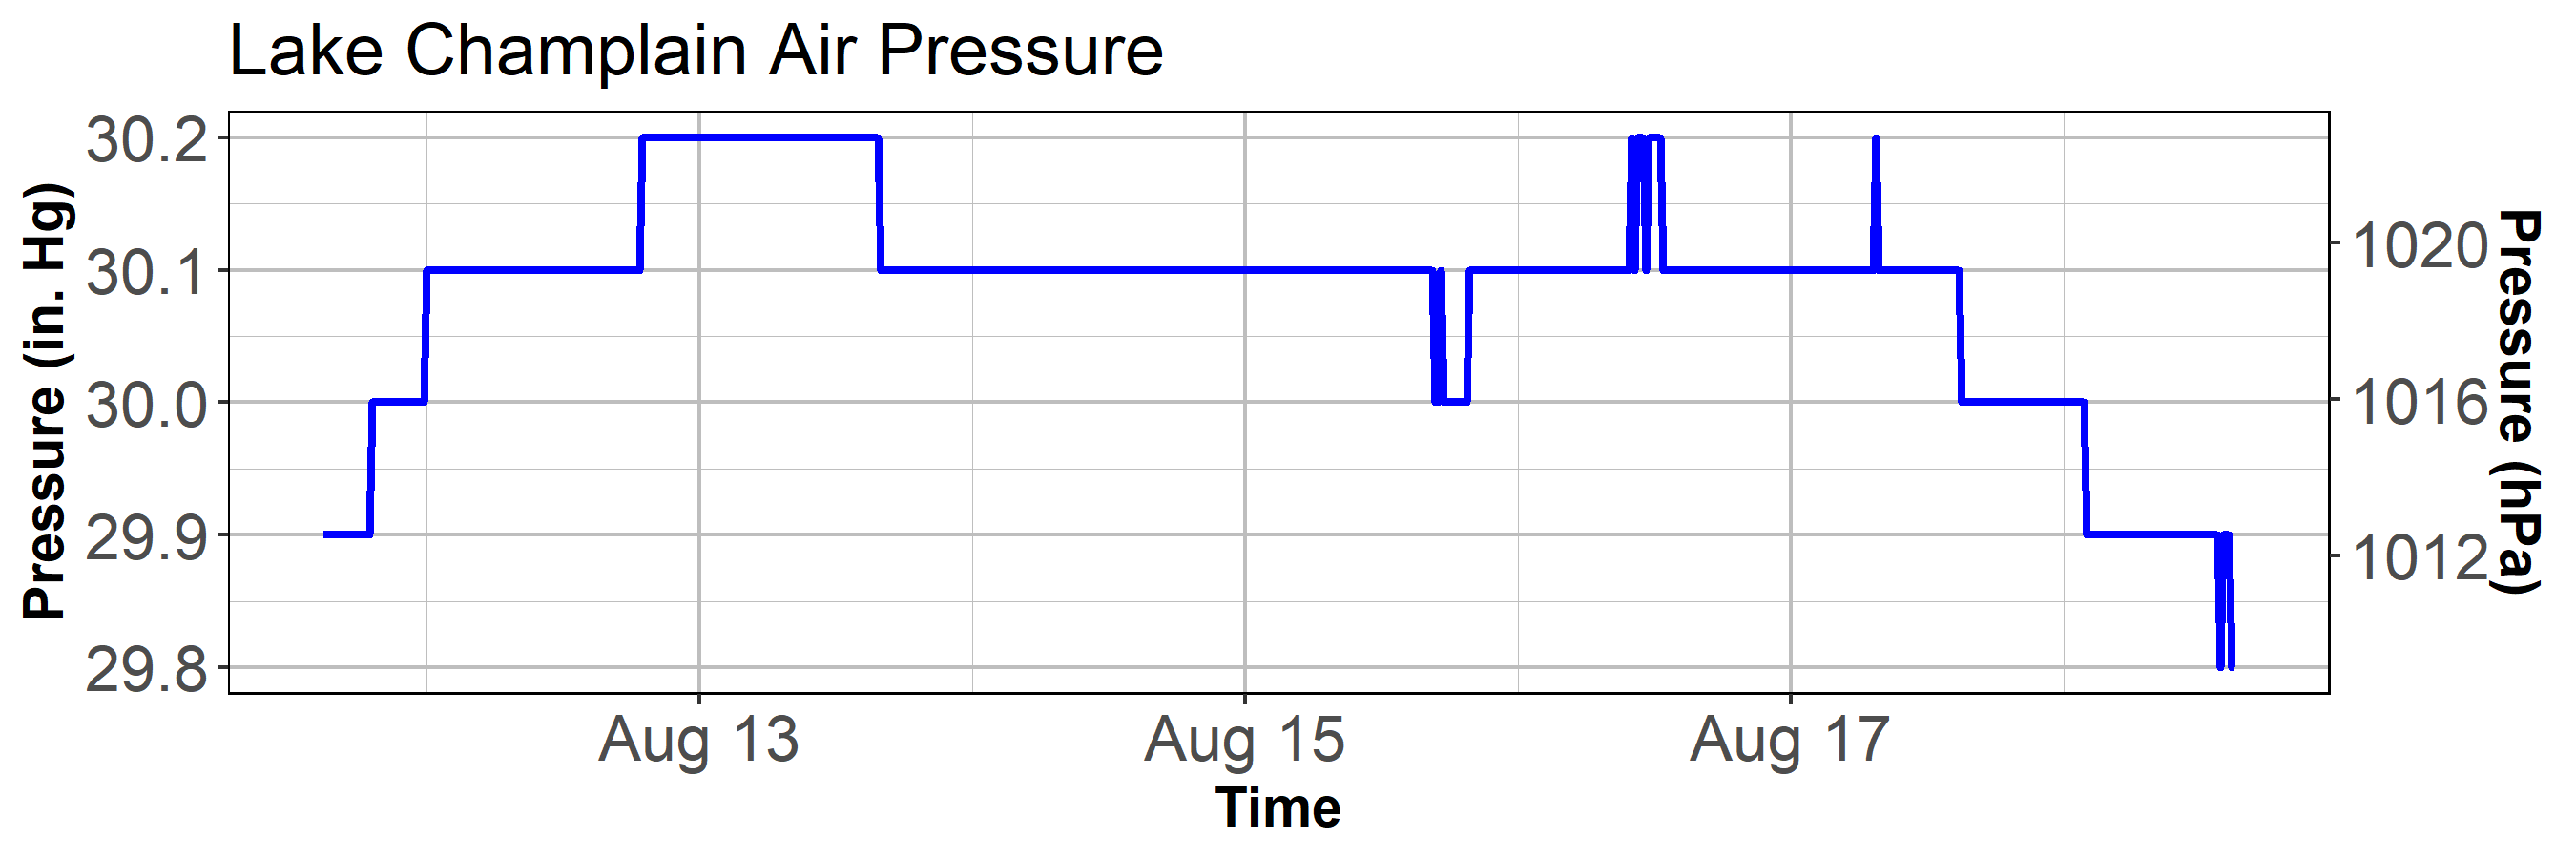 Lake Champlain Air Pressure
30.2
30.1
30.0
29.9
29.8
Pressure (in. Hg)
1020
1016
1012
Pressure (hPa)
Aug 13
Aug 15
Aug 17
Time